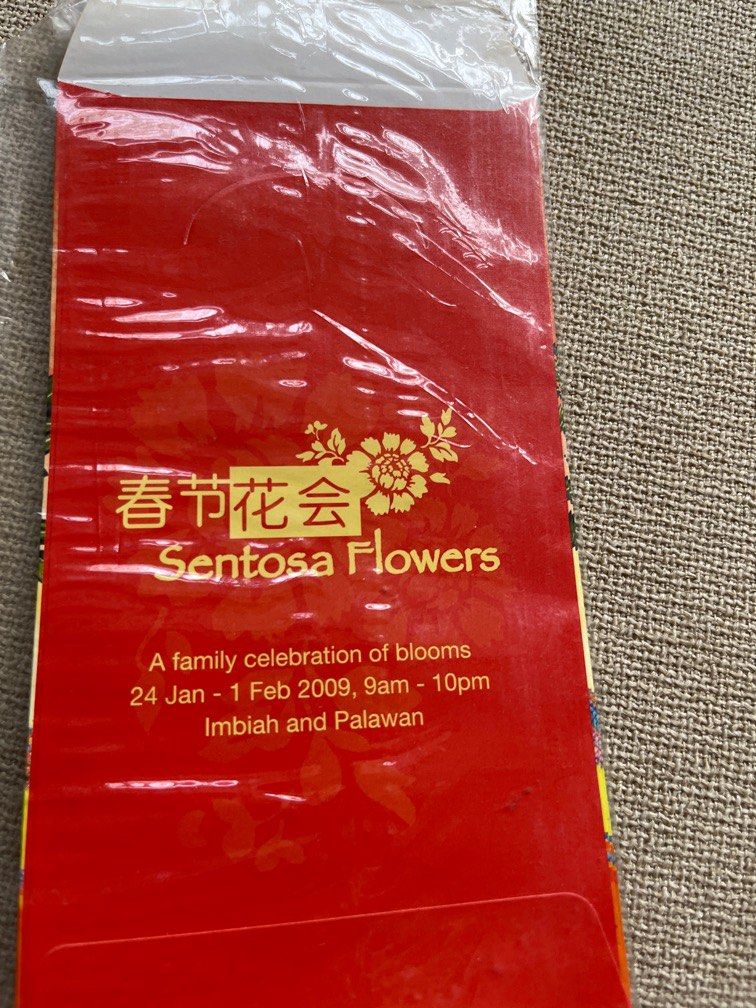 春节花会
Sentosa Flowers
A family celebration of blooms
24 Jan - 1 Feb 2009, 9am - 10pm
Imbiah and Palawan